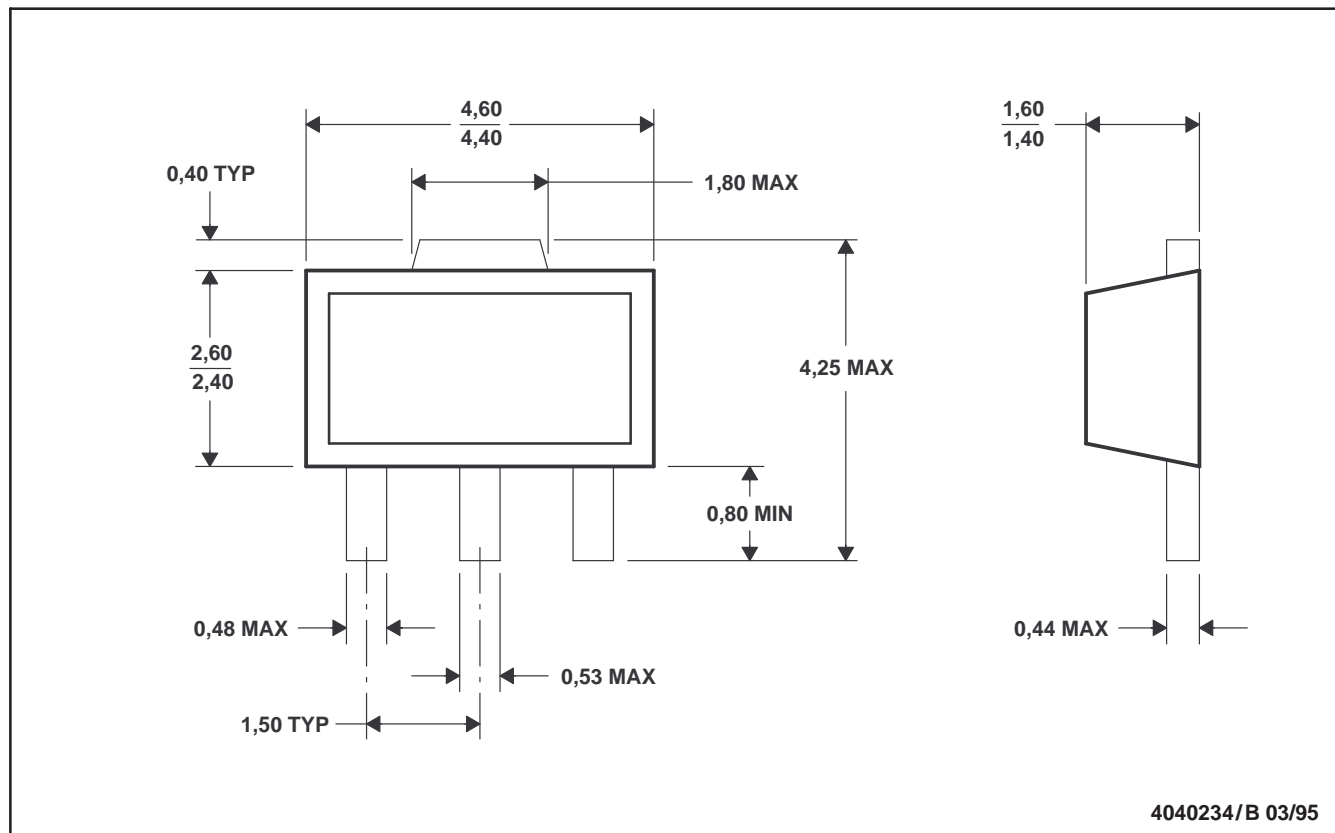 4,60
4,40
1,60
1,40
0,40 TYP
1,80 MAX
2,60
2,40
4,25 MAX
0,80 MIN
0,48 MAX
0,44 MAX
0,53 MAX
1,50 TYP
4040234/B 03/95